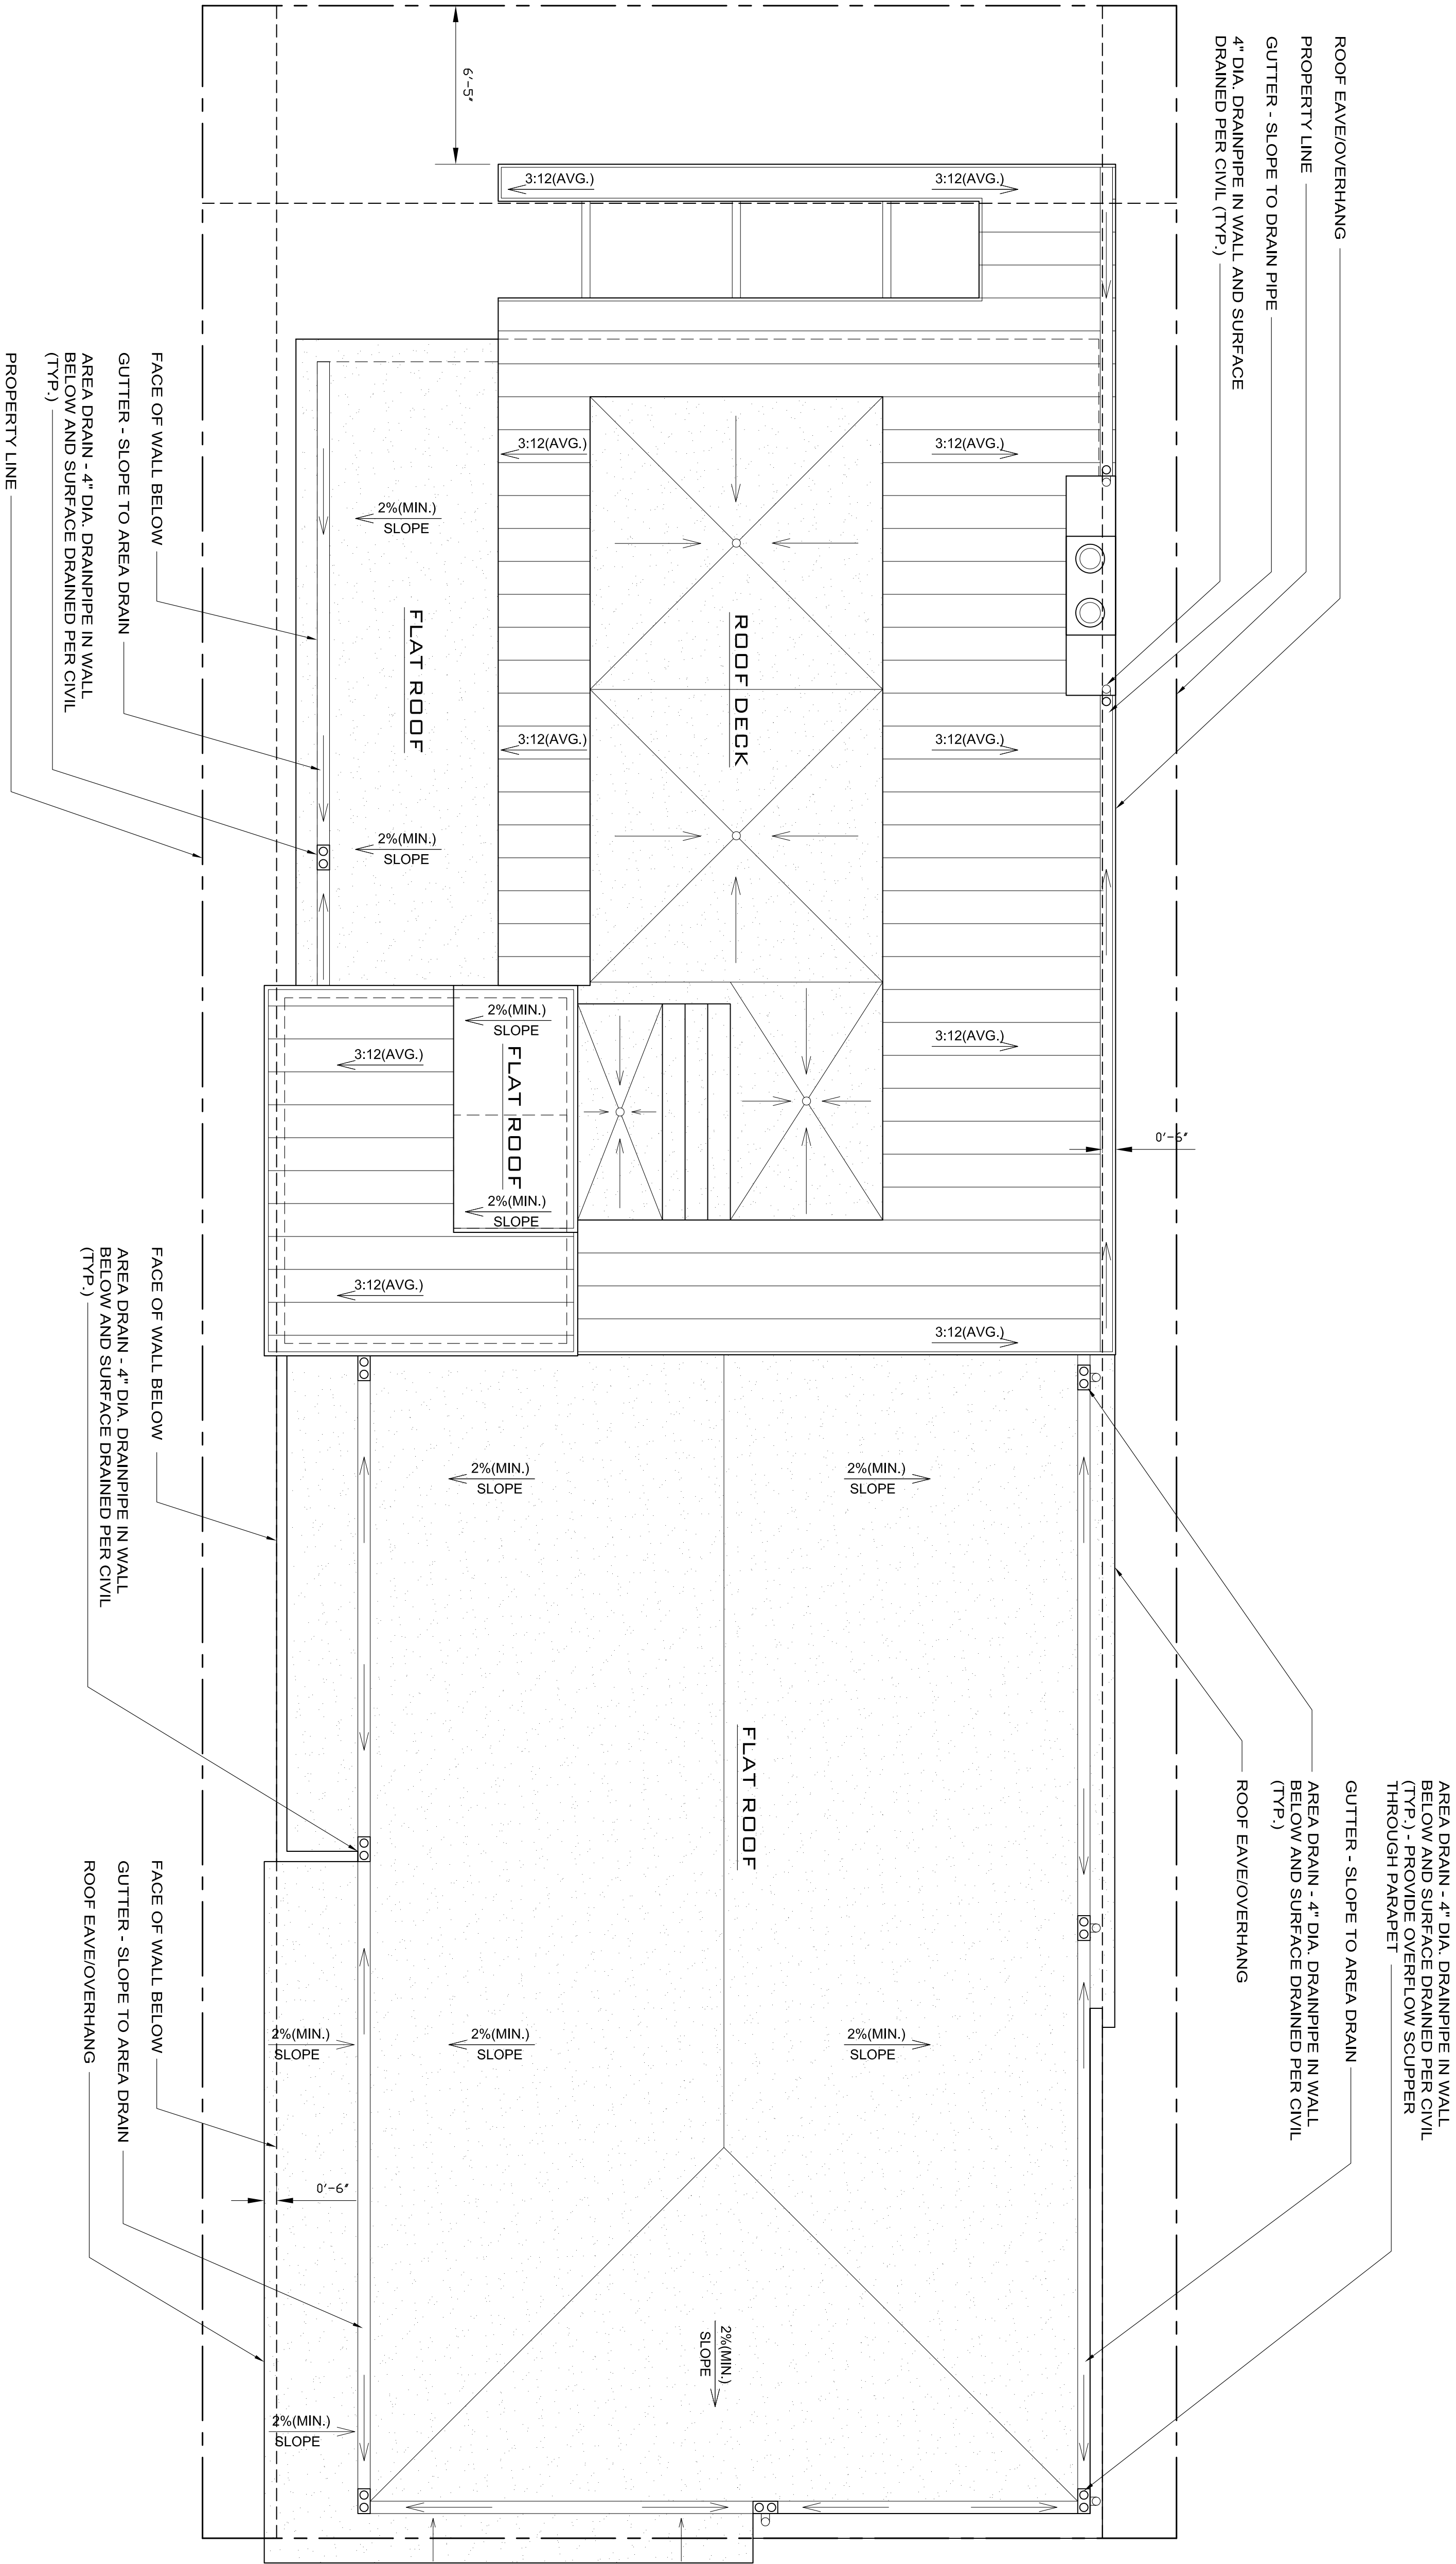 ROOF EAVE/OVERHANG
PROPERTY LINE
GUTTER - SLOPE TO DRAIN PIPE
4" DIA. DRAINPIPE IN WALL AND SURFACE
DRAINED PER CIVIL (TYP.)
6'-5"
3:12(AVG.)
3:12(AVG.)
3:12(AVG.)
3:12(AVG.)
2%(MIN.)
SLOPE
FLAT ROOF
ROOF DECK
3:12(AVG.)
3:12(AVG.)
2%(MIN.)
SLOPE
FACE OF WALL BELOW
GUTTER - SLOPE TO AREA DRAIN
AREA DRAIN - 4" DIA. DRAINPIPE IN WALL
BELOW AND SURFACE DRAINED PER CIVIL
(TYP.)
PROPERTY LINE
2%(MIN.)
SLOPE
3:12(AVG.)
3:12(AVG.)
FLAT ROOF
2%(MIN.)
SLOPE
0'-6"
3:12(AVG.)
3:12(AVG.)
FACE OF WALL BELOW
AREA DRAIN - 4" DIA. DRAINPIPE IN WALL
BELOW AND SURFACE DRAINED PER CIVIL
(TYP.)
2%(MIN.)
SLOPE
2%(MIN.)
SLOPE
FLAT ROOF
AREA DRAIN - 4" DIA. DRAINPIPE IN WALL
BELOW AND SURFACE DRAINED PER CIVIL
(TYP.) - PROVIDE OVERFLOW SCUPPER
THROUGH PARAPET
GUTTER - SLOPE TO AREA DRAIN
AREA DRAIN - 4" DIA. DRAINPIPE IN WALL
BELOW AND SURFACE DRAINED PER CIVIL
(TYP.)
ROOF EAVE/OVERHANG
2%(MIN.)
SLOPE
2%(MIN.)
SLOPE
2%(MIN.)
SLOPE
FACE OF WALL BELOW
GUTTER - SLOPE TO AREA DRAIN
ROOF EAVE/OVERHANG
0'-6"
2%(MIN.)
SLOPE
2%(MIN.)
SLOPE